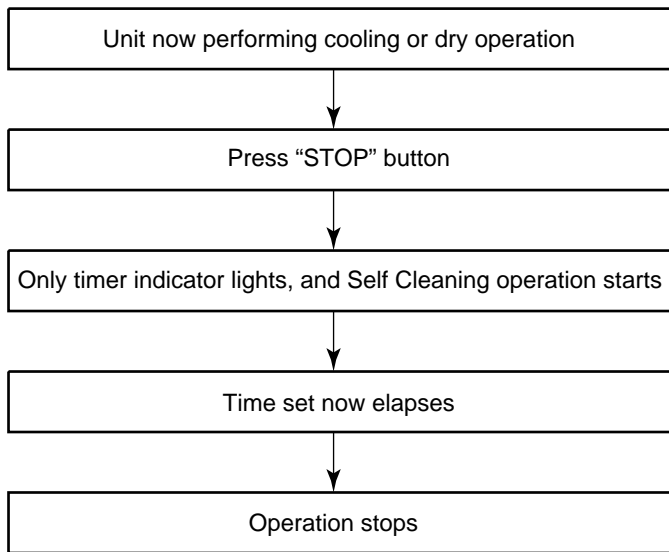 Unit now performing cooling or dry operation
Press “STOP” button
Only timer indicator lights, and Self Cleaning operation starts
Time set now elapses
Operation stops